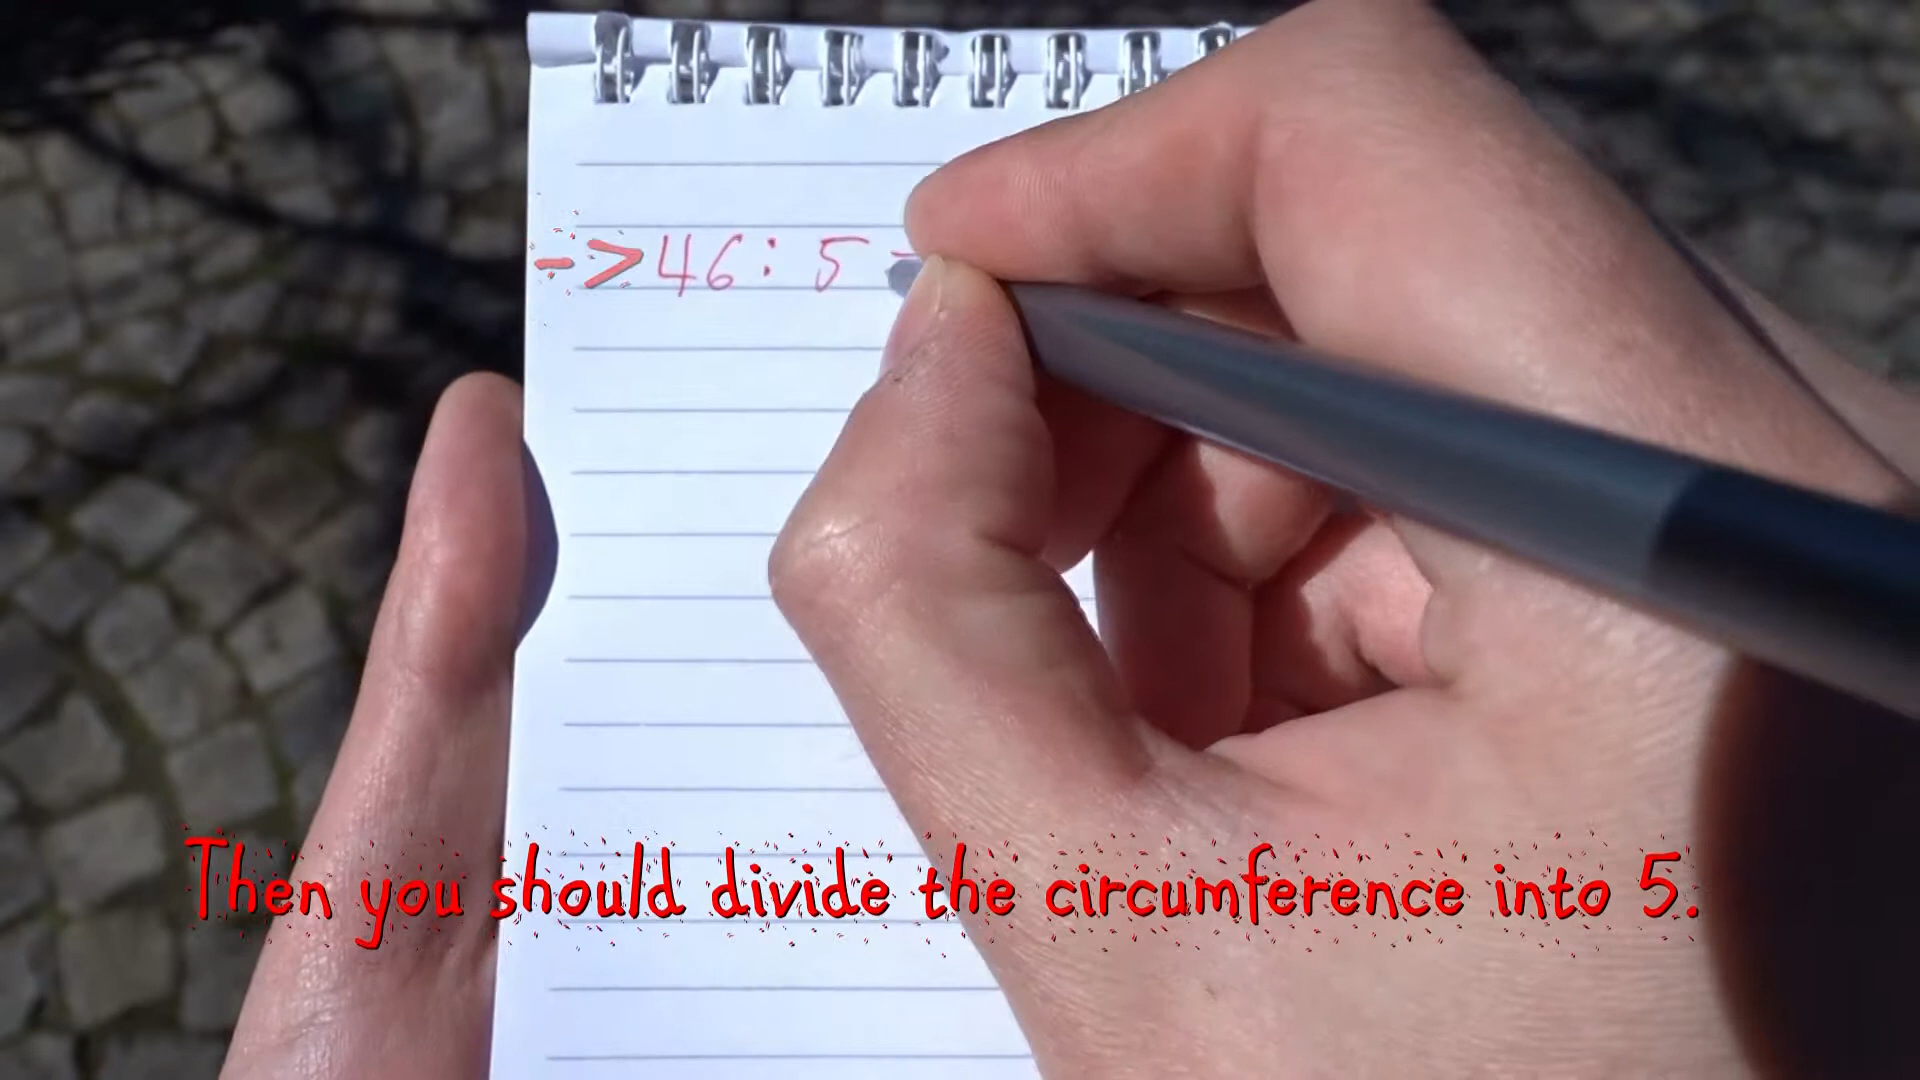 ->46: 5 =
Then you should divide the circumference into 5.